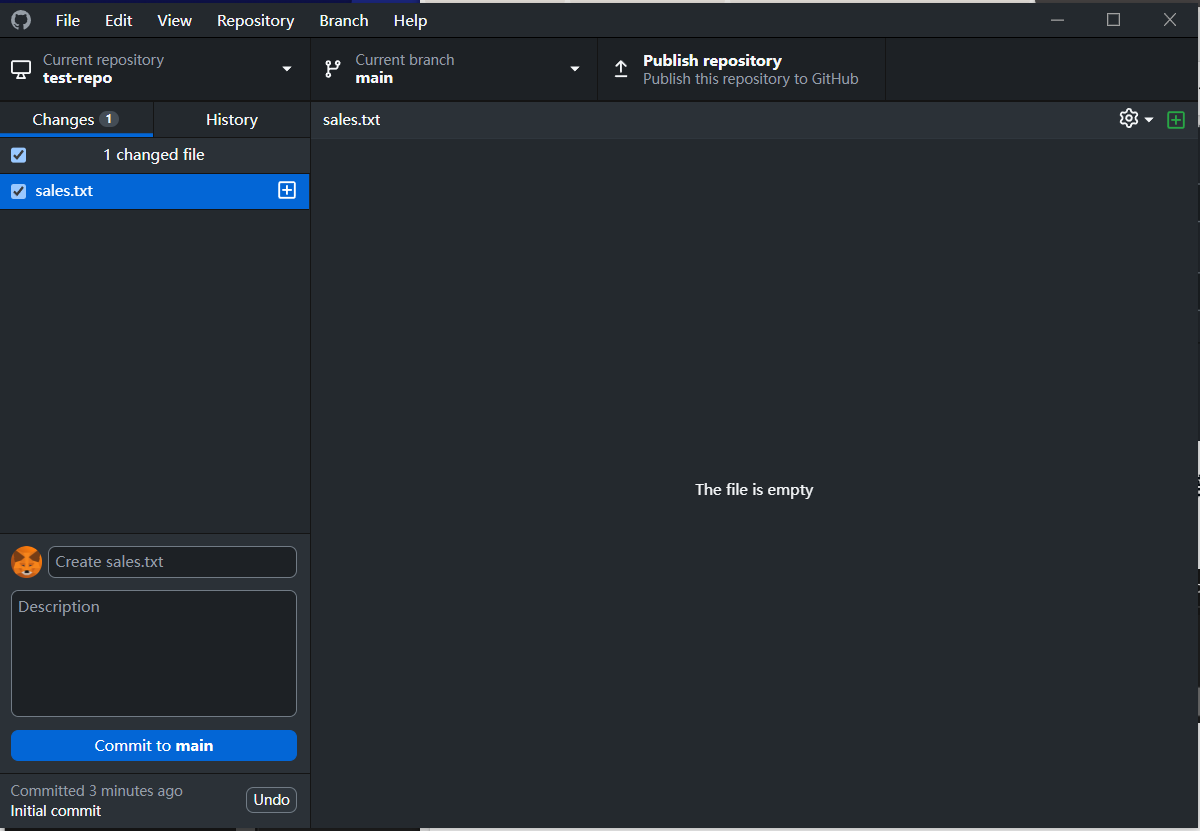 File Edit View Repository Branch Help
Current repository
test-repo
Current branch
main
Publish repository
Publish this repository to GitHub
Changes 1 History
sales.txt
1 changed file
sales.txt
The file is empty
Create sales.txt
Description
Commit to main
Committed 3 minutes ago
Initial commit
Undo